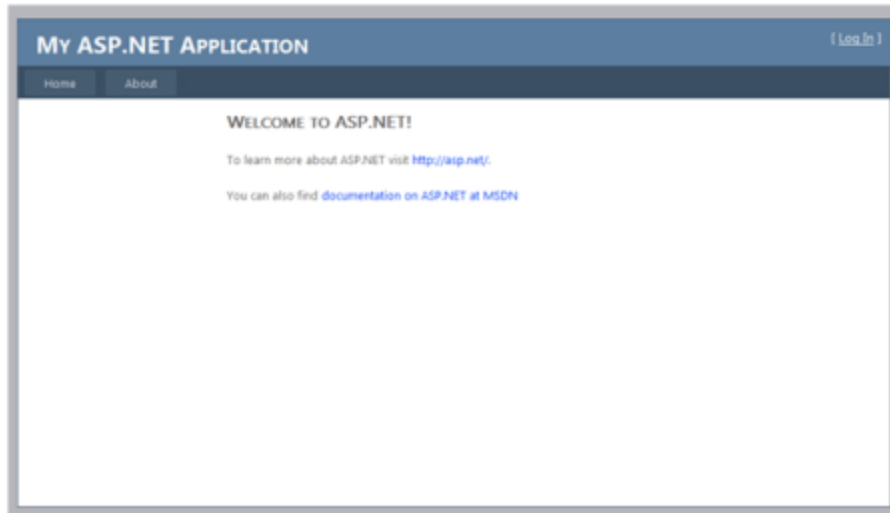 MY ASP.NET APPLICATION
[ Log In ]
Home About
WELCOME TO ASP.NET!
To learn more about ASP.NET visit http://asp.net/.
You can also find documentation on ASP.NET at MSDN